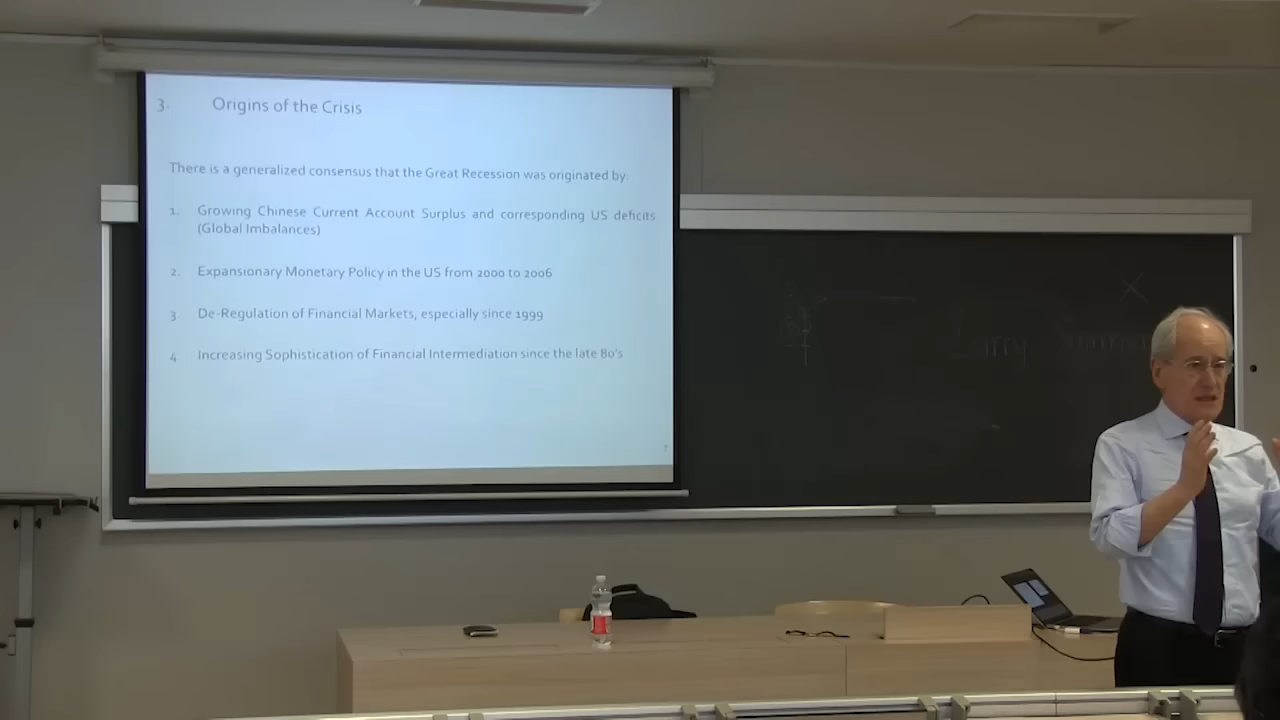 3. Origins of the Crisis
There is a generalized consensus that the Great Recession was originated by:
1. Growing Chinese Current Account Surplus and corresponding US deficits
(Global Imbalances)
2. Expansionary Monetary Policy in the US from 2000 to 2006
3. De-Regulation of Financial Markets, especially since 1999
4 Increasing Sophistication of Financial Intermediation since the late 80's
7
Larry